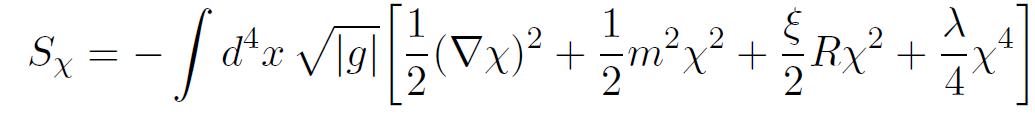 S_χ = − ∫ d⁴x √|g| [ 1/2 (∇χ)² + 1/2 m²χ² + ξ/2 Rχ² + λ/4 χ⁴ ]